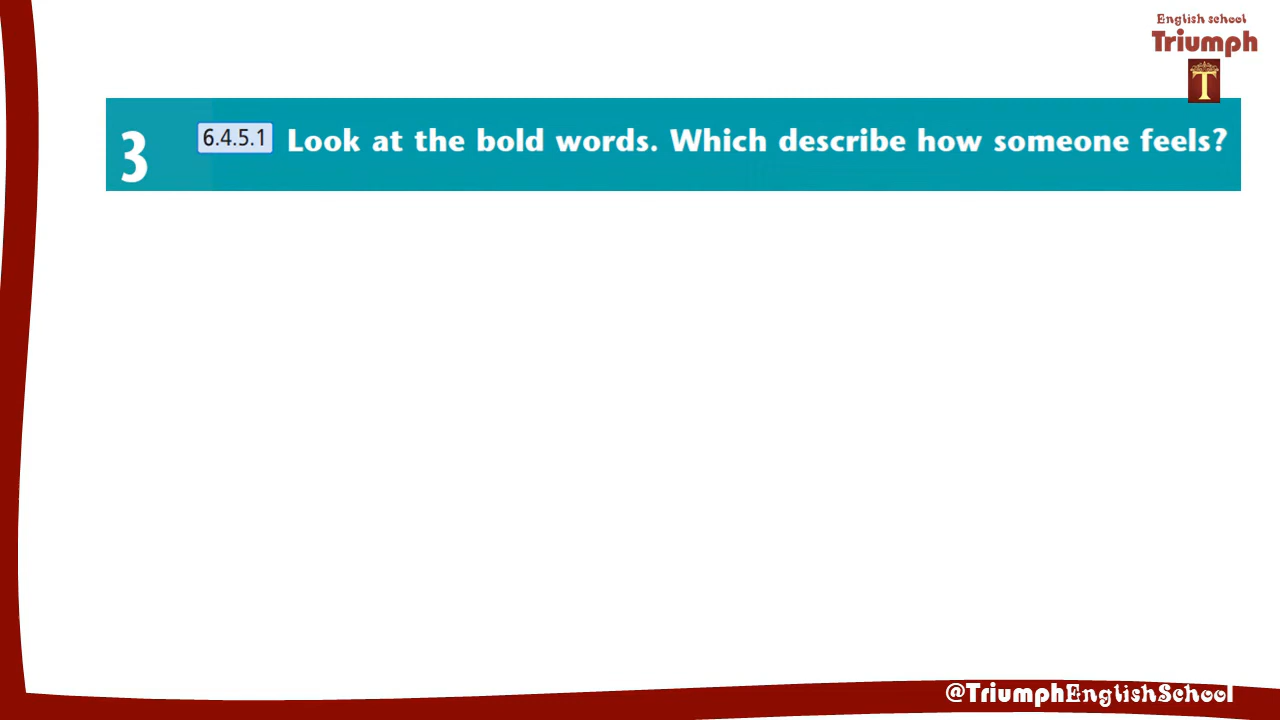 English school
Triumph
T
3 6.4.5.1 Look at the bold words. Which describe how someone feels?
@TriumphEnglishSchool